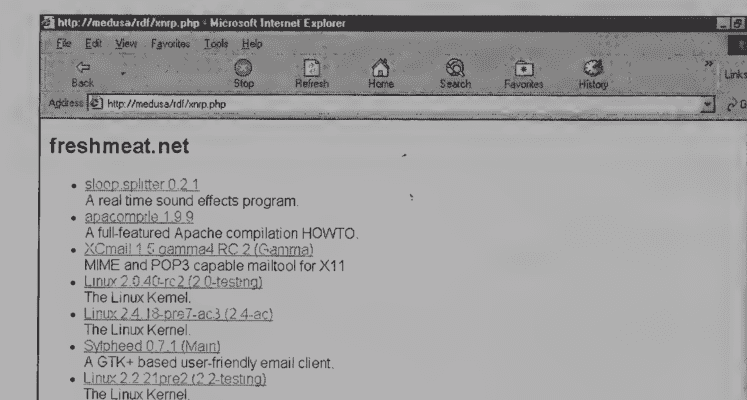 http://medusa/rdf/xnrp.php - Microsoft Internet Explorer
File Edit View Favorites Tools Help
Back Stop Refresh Home Search Favorites History » Links
Address http://medusa/rdf/xnrp.php
freshmeat.net
• sloop.splitter 0.2.1
A real time sound effects program.
• apacompile 1.9.9
A full-featured Apache compilation HOWTO.
• XCmail 1.5 gamma4 RC 2 (Gamma)
MIME and POP3 capable mailtool for X11
• Linux 2.0.40-rc2 (2.0-testing)
The Linux Kernel.
• Linux 2.4.18-pre7-ac3 (2.4-ac)
The Linux Kernel.
• Sylpheed 0.7.1 (Main)
A GTK+ based user-friendly email client.
• Linux 2.2.21pre2 (2.2-testing)
The Linux Kernel.